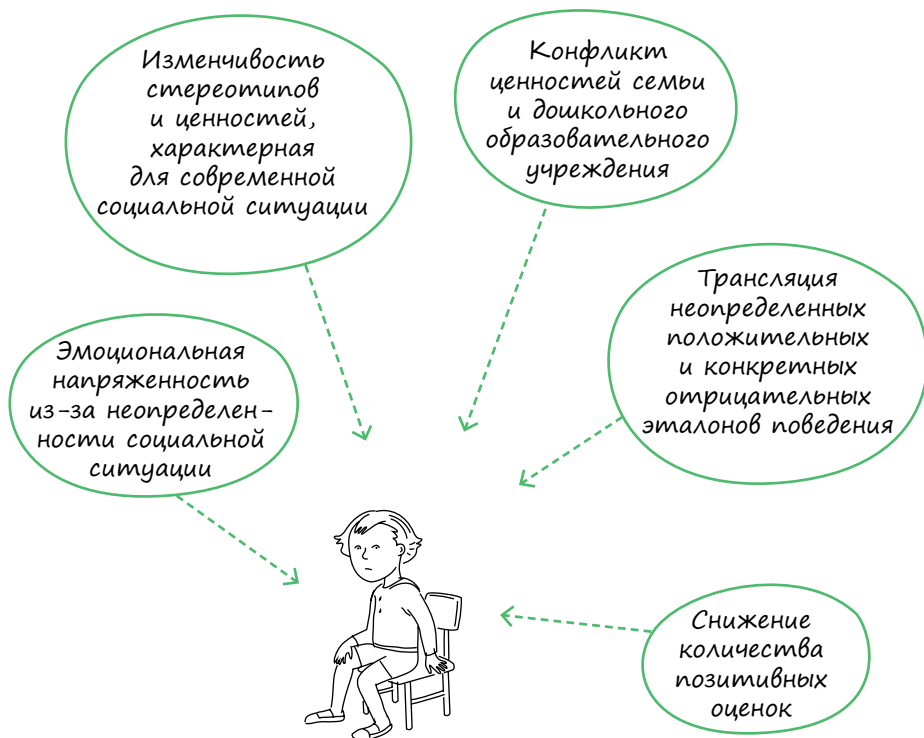 Изменчивость
стереотипов
и ценностей,
характерная
для современной
социальной ситуации
Конфликт
ценностей семьи
и дошкольного
образовательного
учреждения
Трансляция
неопределенных
положительных
и конкретных
отрицательных
эталонов поведения
Эмоциональная
напряженность
из-за неопределен-
ности социальной
ситуации
Снижение
количества
позитивных
оценок